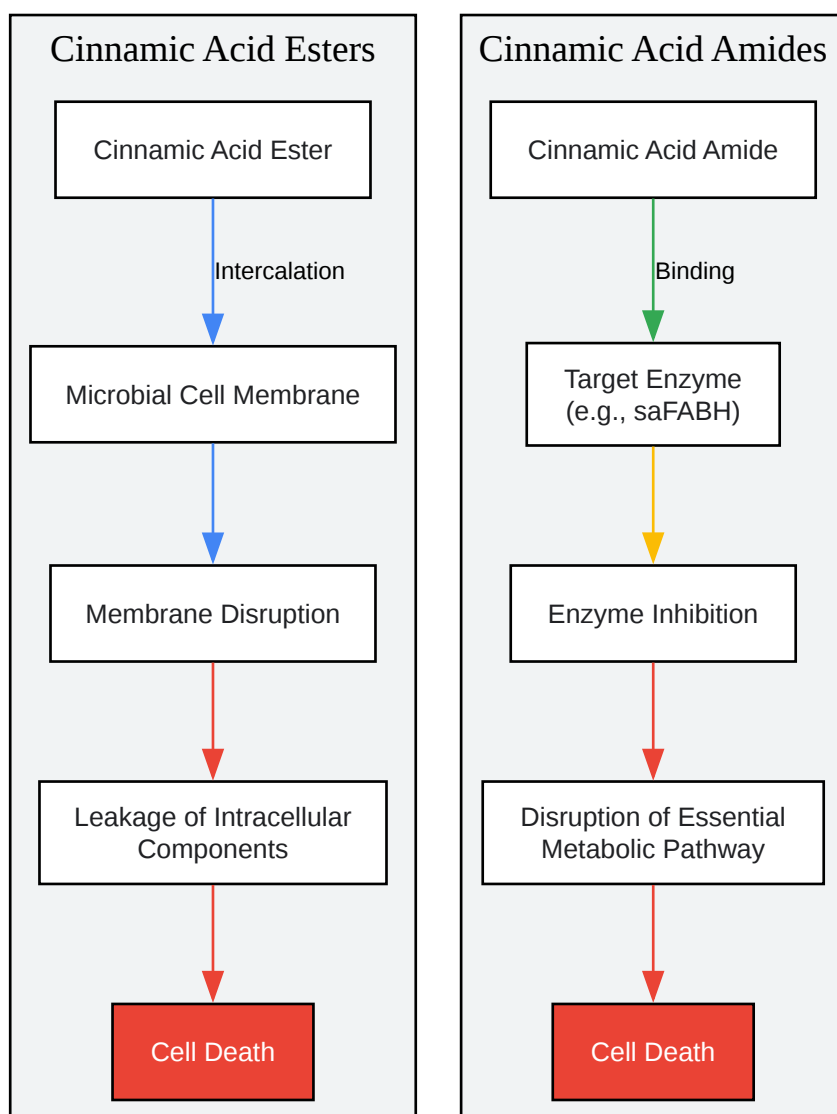 Cinnamic Acid Esters
Cinnamic Acid Ester
Intercalation
Microbial Cell Membrane
Membrane Disruption
Leakage of Intracellular
Components
Cell Death
Cinnamic Acid Amides
Cinnamic Acid Amide
Binding
Target Enzyme
(e.g., saFABH)
Enzyme Inhibition
Disruption of Essential
Metabolic Pathway
Cell Death